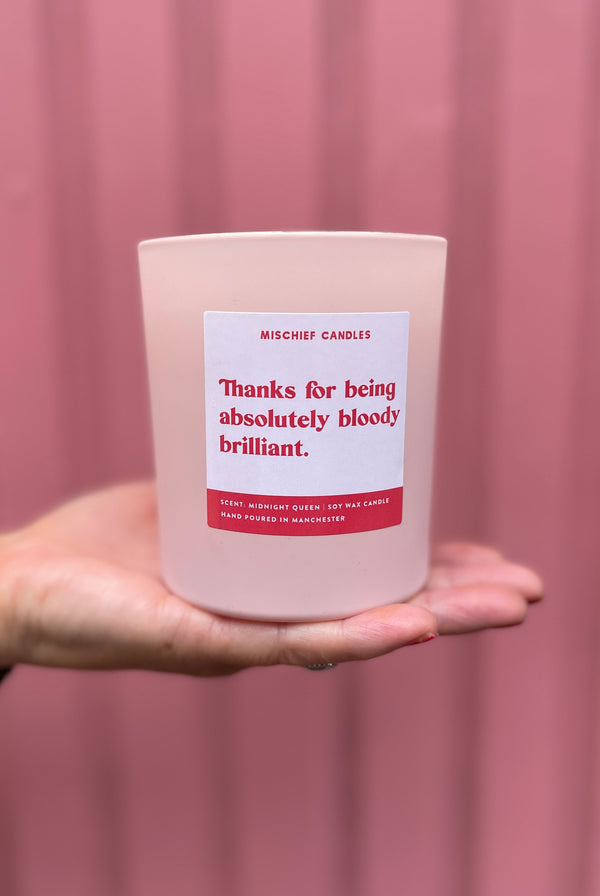 MISCHIEF CANDLES
Thanks for being
absolutely bloody
brilliant.
SCENT: MIDNIGHT QUEEN | SOY WAX CANDLE
HAND POURED IN MANCHESTER